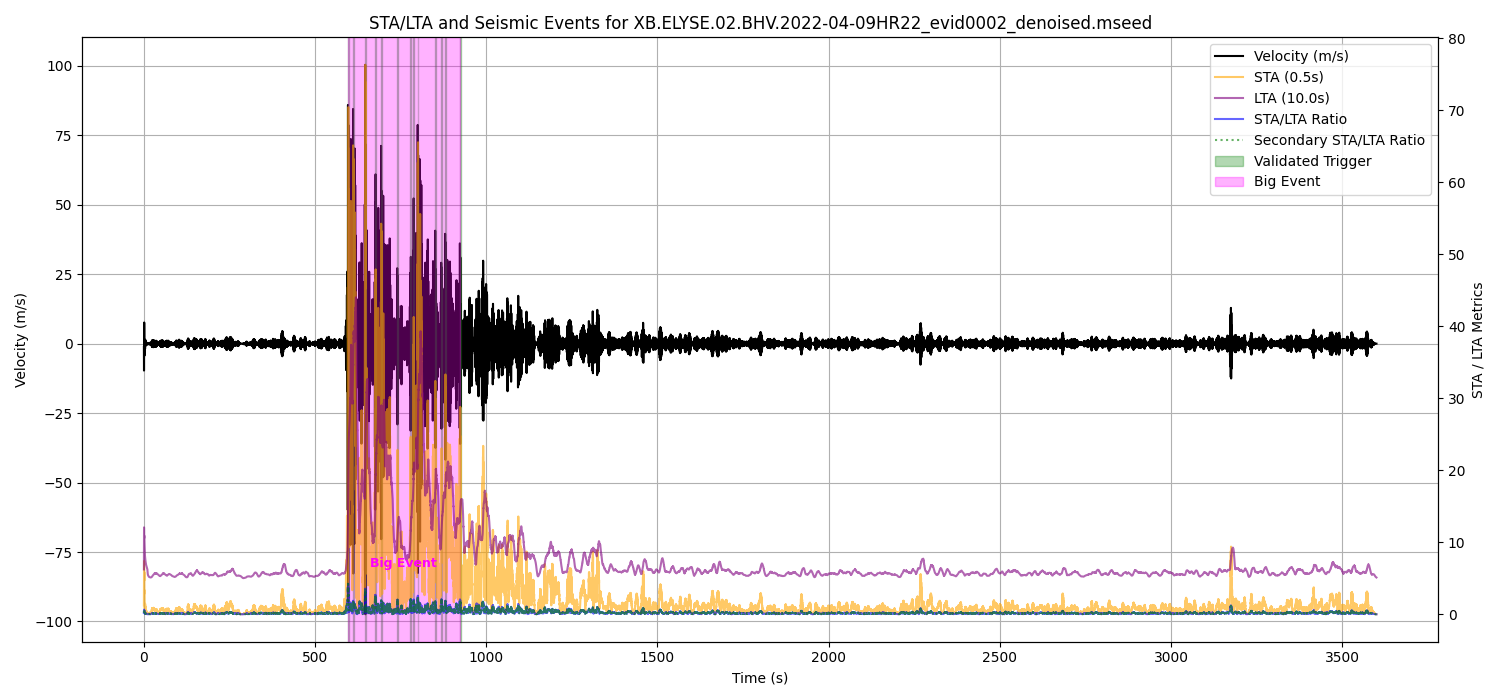 STA/LTA and Seismic Events for XB.ELYSE.02.BHV.2022-04-09HR22_evid0002_denoised.mseed
Velocity (m/s)
100
75
50
25
0
−25
−50
−75
−100
0
500
1000
1500
2000
2500
3000
3500
Time (s)
80
70
60
50
40
30
20
10
0
STA / LTA Metrics
Velocity (m/s)
STA (0.5s)
LTA (10.0s)
STA/LTA Ratio
Secondary STA/LTA Ratio
Validated Trigger
Big Event
Big Event